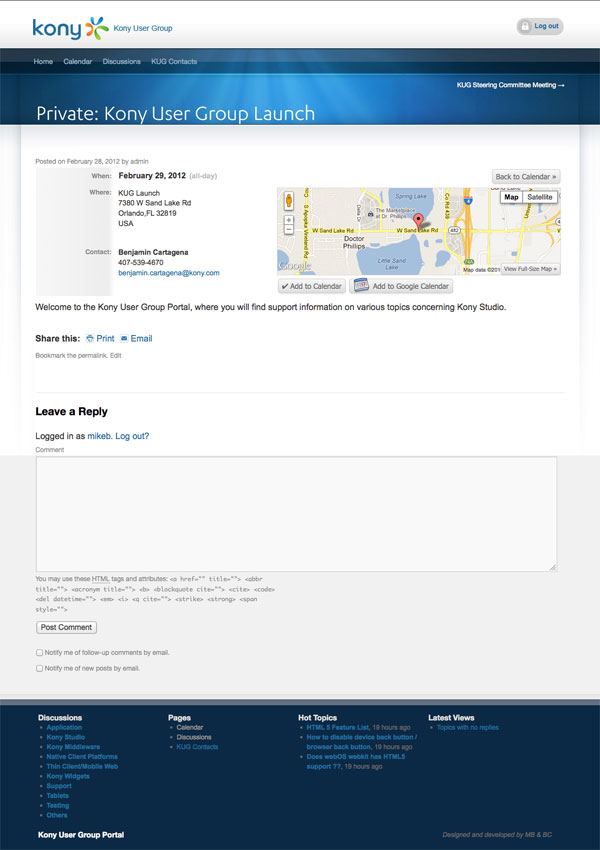 kony Kony User Group
Log out
Home Calendar Discussions KUG Contacts
KUG Steering Committee Meeting →
Private: Kony User Group Launch
Posted on February 28, 2012 by admin
When: February 29, 2012 (all-day)
Back to Calendar »
Where: KUG Launch
7380 W Sand Lake Rd
Orlando,FL 32819
USA
Contact: Benjamin Cartagena
407-539-4670
benjamin.cartagena@kony.com
Map Satellite
Spring Lake
The Marketplace
at Dr. Phillips
S Apopka Vineland Rd
Dr
W Sand Lake Rd
W Sand Lake Rd
482
4
Doctor
Phillips
Little Sand
Lake
Google
Map data ©201
View Full-Size Map »
✔ Add to Calendar
Add to Google Calendar
Welcome to the Kony User Group Portal, where you will find support information on various topics concerning Kony Studio.
Share this: Print Email
Bookmark the permalink. Edit
Leave a Reply
Logged in as mikeb. Log out?
Comment
You may use these HTML tags and attributes: <a href="" title=""> <abbr
title=""> <acronym title=""> <b> <blockquote cite=""> <cite> <code>
<del datetime=""> <em> <i> <q cite=""> <strike> <strong> <span
style="">
Post Comment
Notify me of follow-up comments by email.
Notify me of new posts by email.
Discussions
Application
Kony Studio
Kony Middleware
Native Client Platforms
Thin Client/Mobile Web
Kony Widgets
Support
Tablets
Testing
Others
Pages
Calendar
Discussions
KUG Contacts
Hot Topics
HTML 5 Feature List, 19 hours ago
How to disable device back button /
browser back button, 19 hours ago
Does webOS webkit has HTML5
support ??, 19 hours ago
Latest Views
Topics with no replies
Kony User Group Portal
Designed and developed by MB & BC